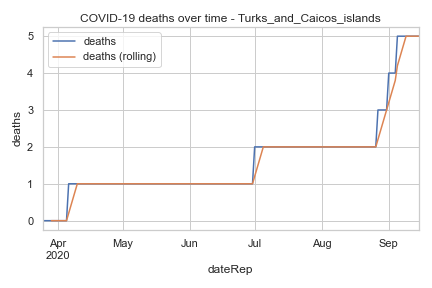 COVID-19 deaths over time - Turks_and_Caicos_islands
deaths
deaths (rolling)
5
4
3
2
1
0
deaths
Apr May Jun Jul Aug Sep
2020
dateRep